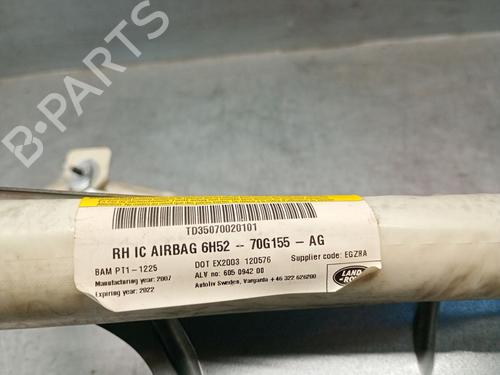 B-PARTS
TD35070020101
RH IC AIRBAG 6H52 -- 70G155 - AG
BAM PT1-1225
DOT EX2003 120576
Supplier code: EGZRA
Manufacturing year: 2007
ALV no: 605 0942 00
Expiring year: 2022
Autoliv Sweden, Vargarda +46 322 626200
LAND-
ROVER